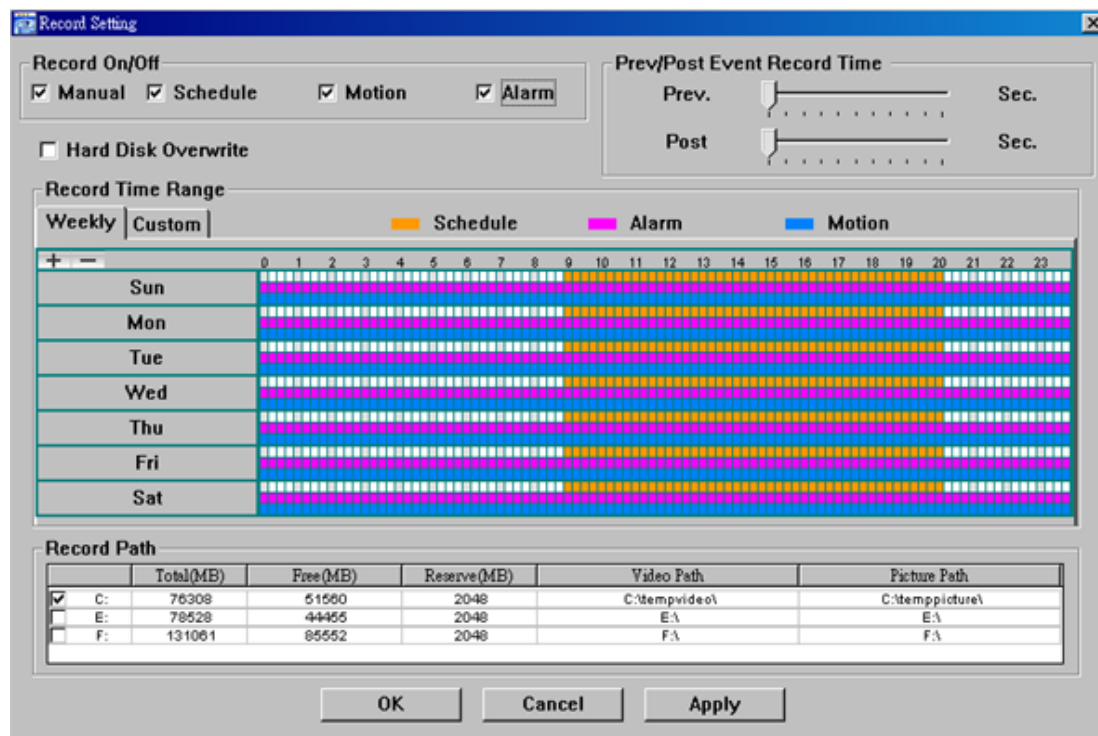 Record Setting
Record On/Off
Manual Schedule Motion Alarm
Prev/Post Event Record Time
Prev. Sec.
Post Sec.
Hard Disk Overwrite
Record Time Range
Weekly Custom Schedule Alarm Motion
+ − 0 1 2 3 4 5 6 7 8 9 10 11 12 13 14 15 16 17 18 19 20 21 22 23
Sun
Mon
Tue
Wed
Thu
Fri
Sat
Record Path
Total(MB) Free(MB) Reserve(MB) Video Path Picture Path
C: 76308 51560 2048 C:\tempvideo\ C:\temppicture\
E: 78528 44455 2048 E:\ E:\
F: 131061 85552 2048 F:\ F:\
OK Cancel Apply